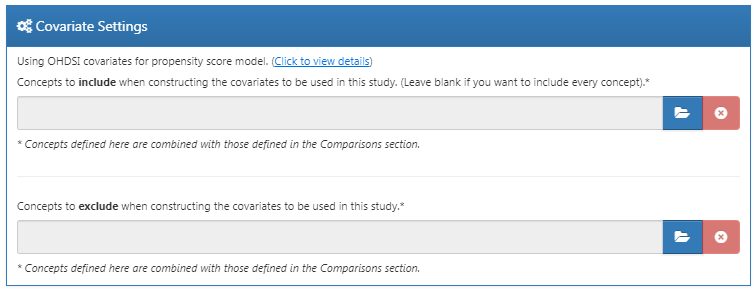 Covariate Settings
Using OHDSI covariates for propensity score model. (Click to view details)
Concepts to include when constructing the covariates to be used in this study. (Leave blank if you want to include every concept).*
* Concepts defined here are combined with those defined in the Comparisons section.
Concepts to exclude when constructing the covariates to be used in this study.*
* Concepts defined here are combined with those defined in the Comparisons section.